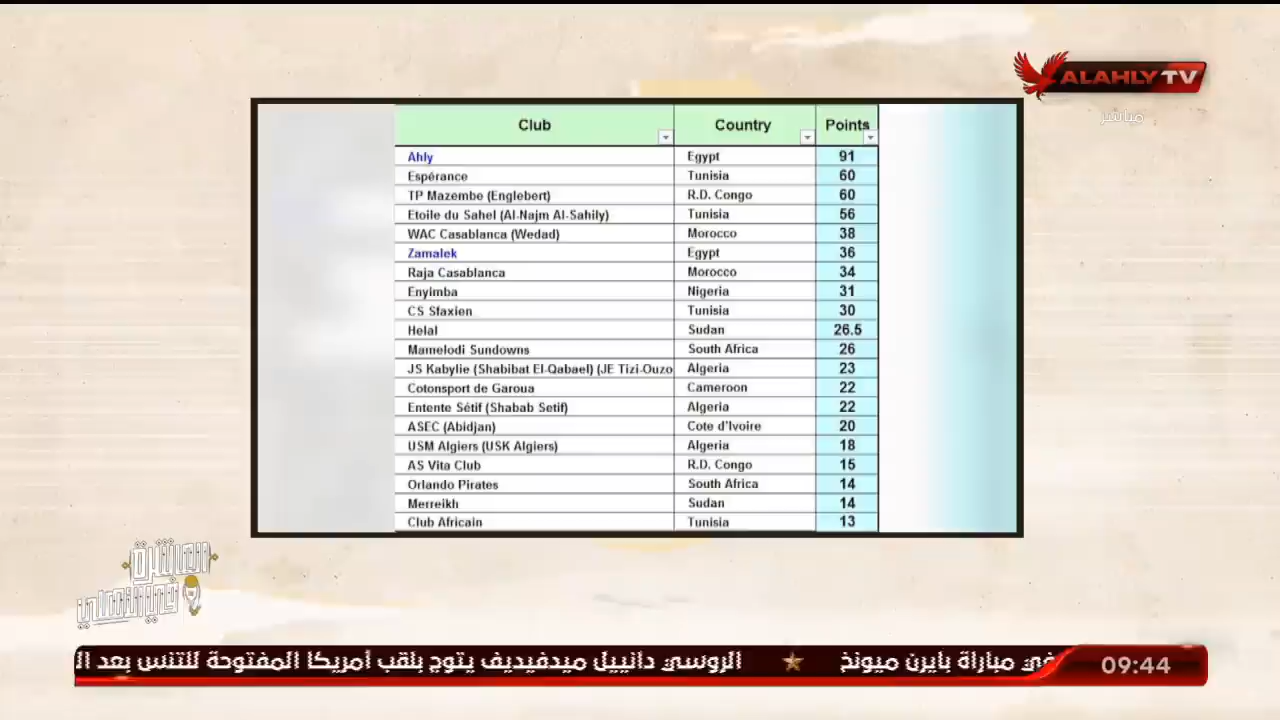 ALAHLY TV
مباشر
Club Country Points
Ahly Egypt 91
Espérance Tunisia 60
TP Mazembe (Englebert) R.D. Congo 60
Etoile du Sahel (Al-Najm Al-Sahily) Tunisia 56
WAC Casablanca (Wedad) Morocco 38
Zamalek Egypt 36
Raja Casablanca Morocco 34
Enyimba Nigeria 31
CS Sfaxien Tunisia 30
Helal Sudan 26.5
Mamelodi Sundowns South Africa 26
JS Kabylie (Shabibat El-Qabael) (JE Tizi-Ouzo Algeria 23
Cotonsport de Garoua Cameroon 22
Entente Sétif (Shabab Setif) Algeria 22
ASEC (Abidjan) Cote d'Ivoire 20
USM Algiers (USK Algiers) Algeria 18
AS Vita Club R.D. Congo 15
Orlando Pirates South Africa 14
Merreikh Sudan 14
Club Africain Tunisia 13
العاشرة
في الأهلي
في مباراة بايرن ميونخ ★ الروسي دانييل ميدفيديف يتوج بلقب أمريكا المفتوحة للتنس بعد ال
09:44